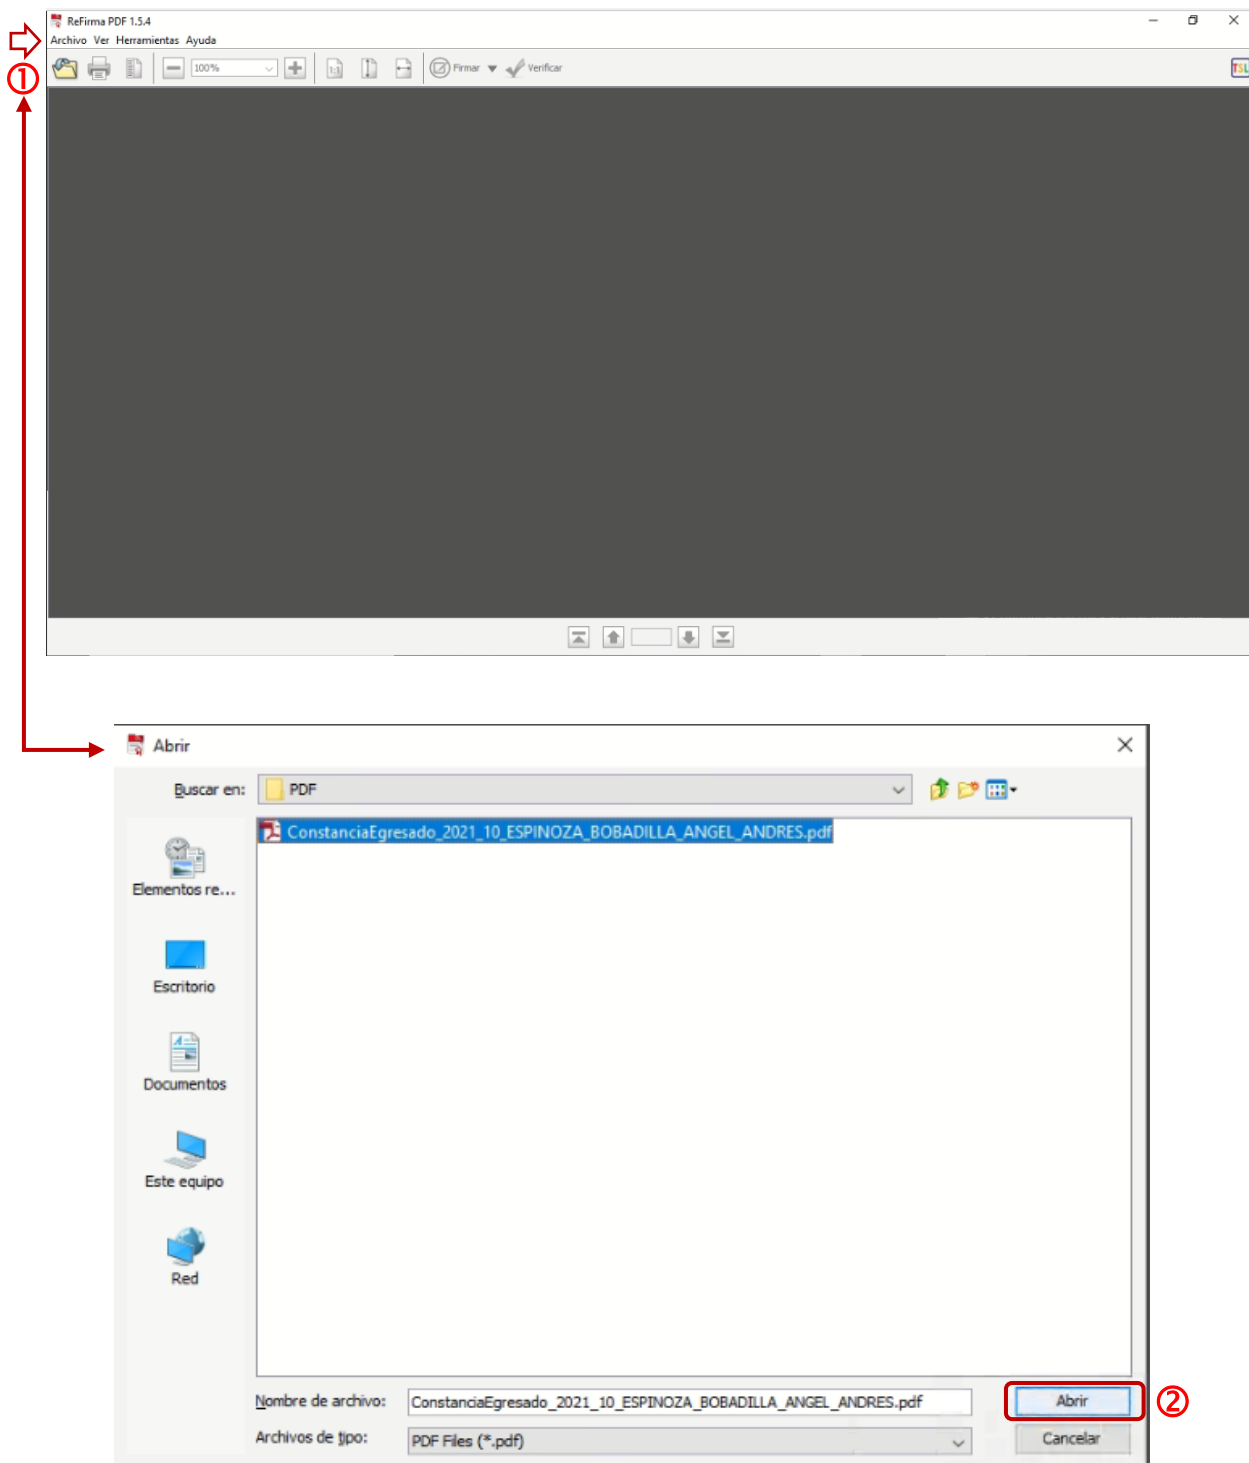 ReFirma PDF 1.5.4
Archivo Ver Herramientas Ayuda
①
100%
1:1
Firmar
Verificar
TSL
Abrir
Buscar en:
PDF
ConstanciaEgresado_2021_10_ESPINOZA_BOBADILLA_ANGEL_ANDRES.pdf
Elementos re...
Escritorio
Documentos
Este equipo
Red
Nombre de archivo:
ConstanciaEgresado_2021_10_ESPINOZA_BOBADILLA_ANGEL_ANDRES.pdf
Abrir
②
Archivos de tipo:
PDF Files (*.pdf)
Cancelar